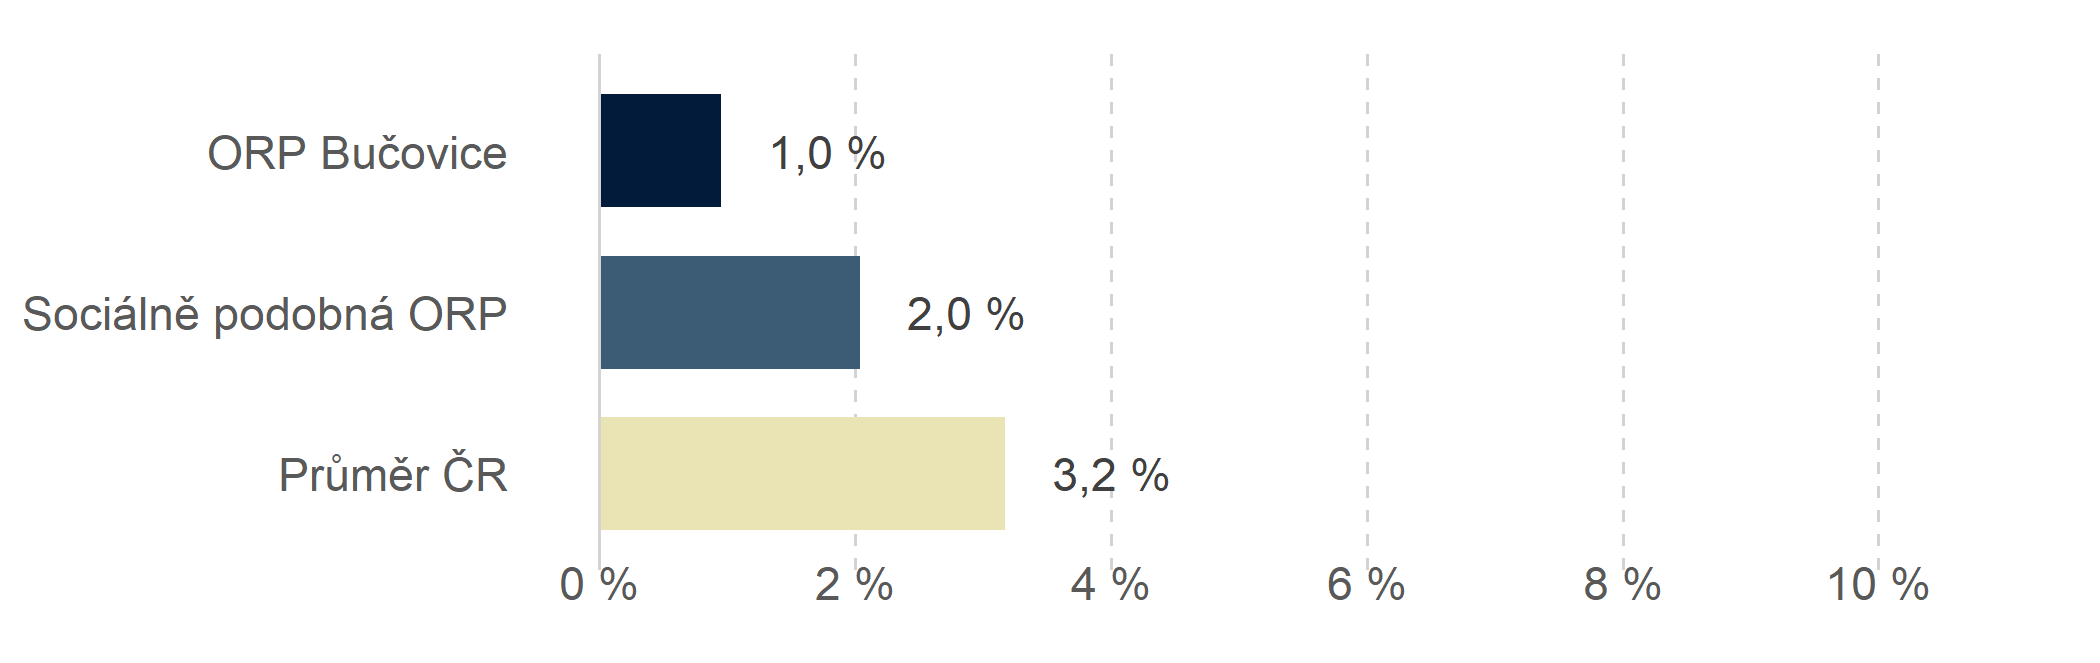 ORP Bučovice 1,0 %
Sociálně podobná ORP 2,0 %
Průměr ČR 3,2 %
0 % 2 % 4 % 6 % 8 % 10 %